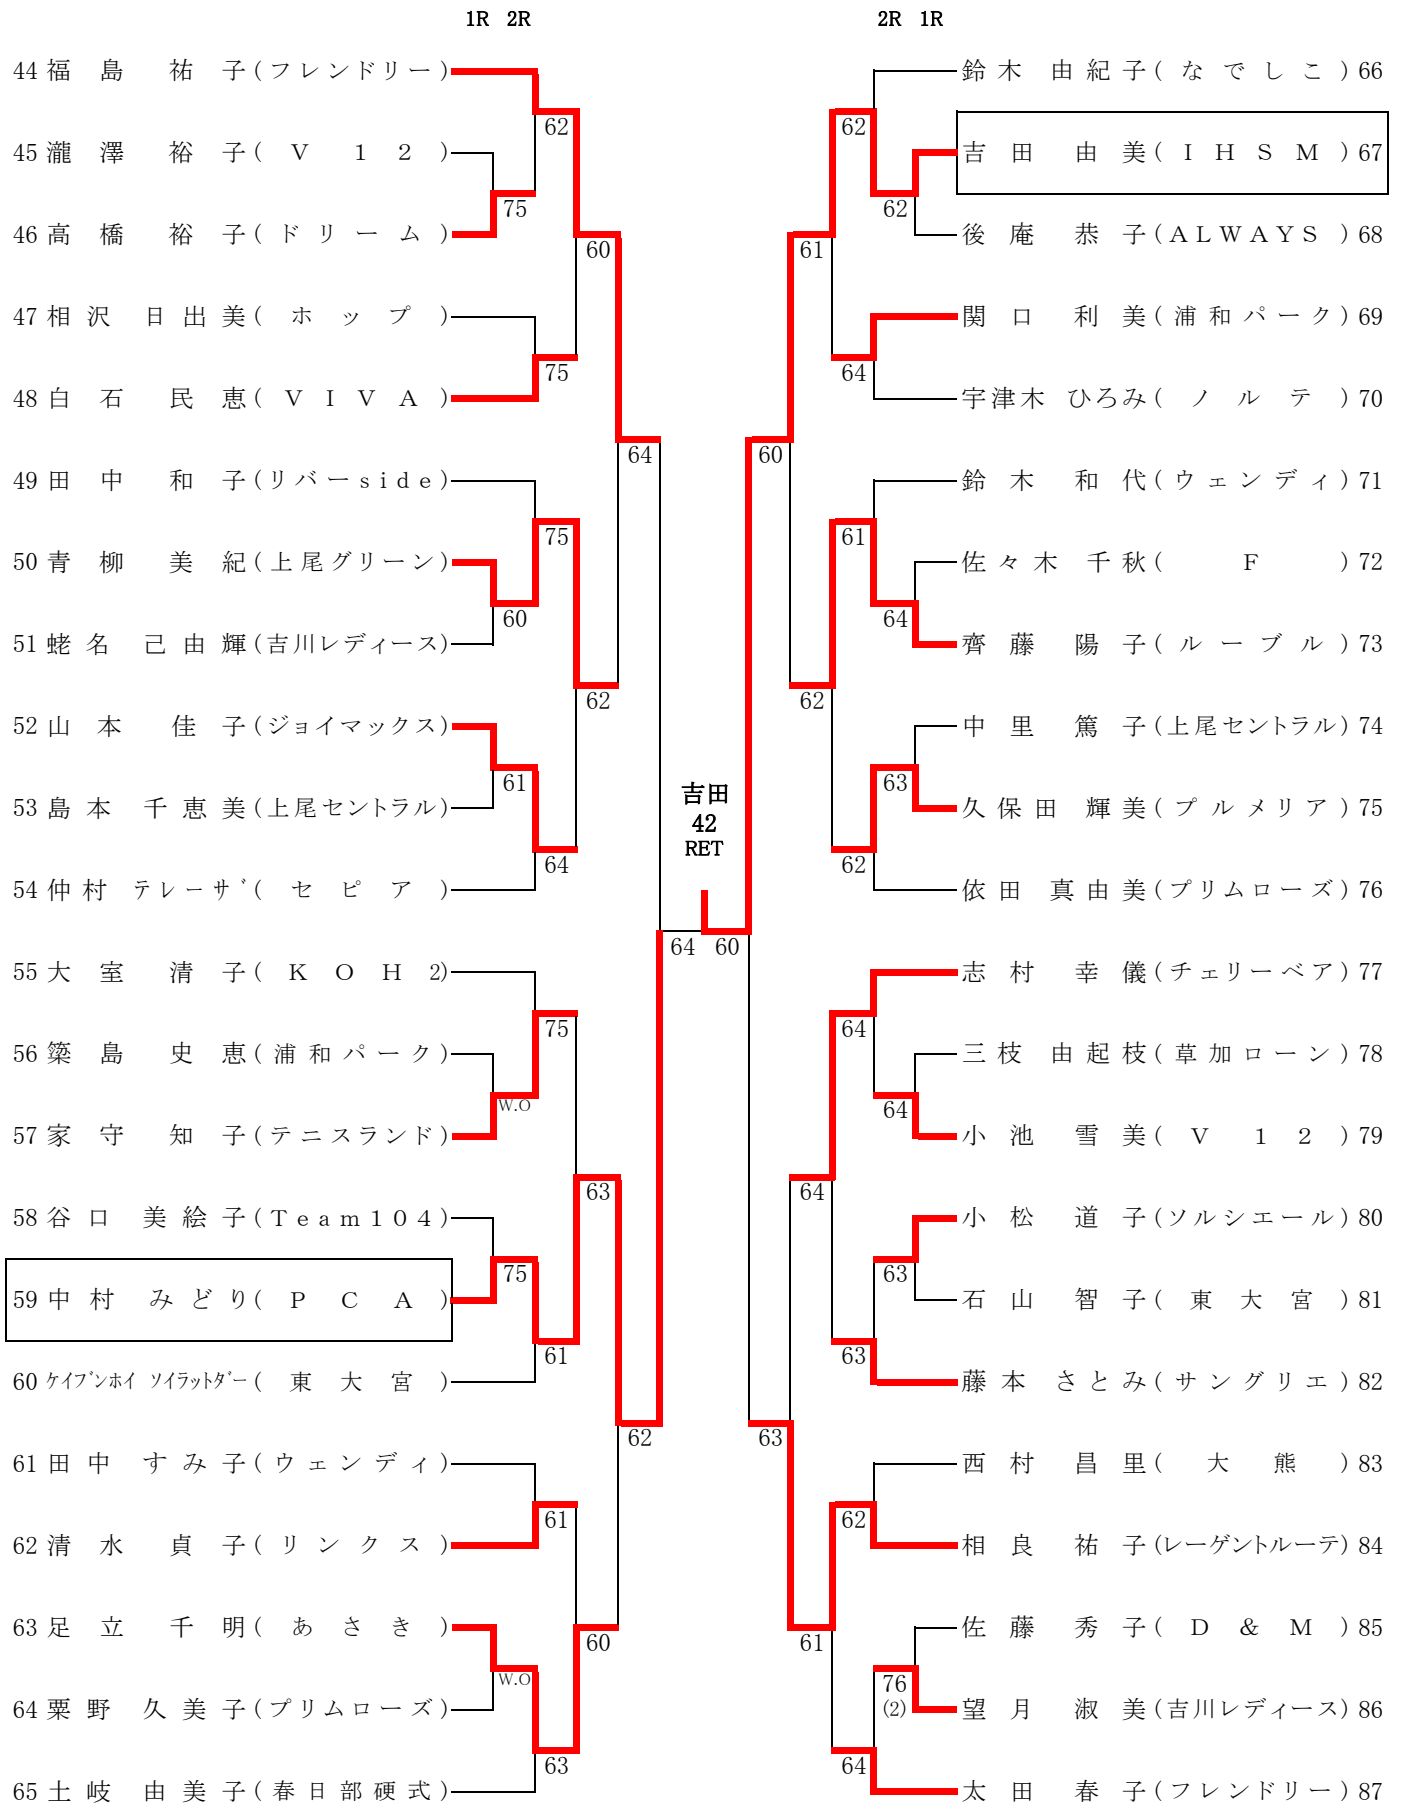 1R 2R
2R 1R
44 福島 祐子(フレンドリー)
62
45 瀧澤 裕子(V12)
75
46 高橋 裕子(ドリーム)
60
47 相沢 日出美(ホップ)
75
48 白石 民恵(VIVA)
64
49 田中 和子(リバーside)
75
50 青柳 美紀(上尾グリーン)
60
51 蛯名 己由輝(吉川レディース)
62
52 山本 佳子(ジョイマックス)
61
53 島本 千恵美(上尾セントラル)
64
54 仲村 テレーザ(セピア)
64
55 大室 清子(KOH2)
75
56 築島 史恵(浦和パーク)
W.O
57 家守 知子(テニスランド)
63
58 谷口 美絵子(Team104)
75
59 中村 みどり(PCA)
61
60 ケイプンホイ ソイラットダー(東大宮)
62
61 田中 すみ子(ウェンディ)
61
62 清水 貞子(リンクス)
63 足立 千明(あさき)
60
W.O
64 粟野 久美子(プリムローズ)
63
65 土岐 由美子(春日部硬式)
吉田
42
RET
鈴木 由紀子(なでしこ)66
62
吉田 由美(IHSM)67
62
後庵 恭子(ALWAYS)68
61
関口 利美(浦和パーク)69
64
宇津木 ひろみ(ノルテ)70
60
鈴木 和代(ウェンディ)71
61
佐々木 千秋(F)72
64
齊藤 陽子(ルーブル)73
62
中里 篤子(上尾セントラル)74
63
久保田 輝美(プルメリア)75
62
依田 真由美(プリムローズ)76
60
志村 幸儀(チェリーベア)77
64
三枝 由起枝(草加ローン)78
64
小池 雪美(V12)79
64
小松 道子(ソルシエール)80
63
石山 智子(東大宮)81
63
藤本 さとみ(サングリエ)82
63
西村 昌里(大熊)83
62
相良 祐子(レーゲントルーテ)84
佐藤 秀子(D&M)85
61
76
(2)
望月 淑美(吉川レディース)86
64
太田 春子(フレンドリー)87